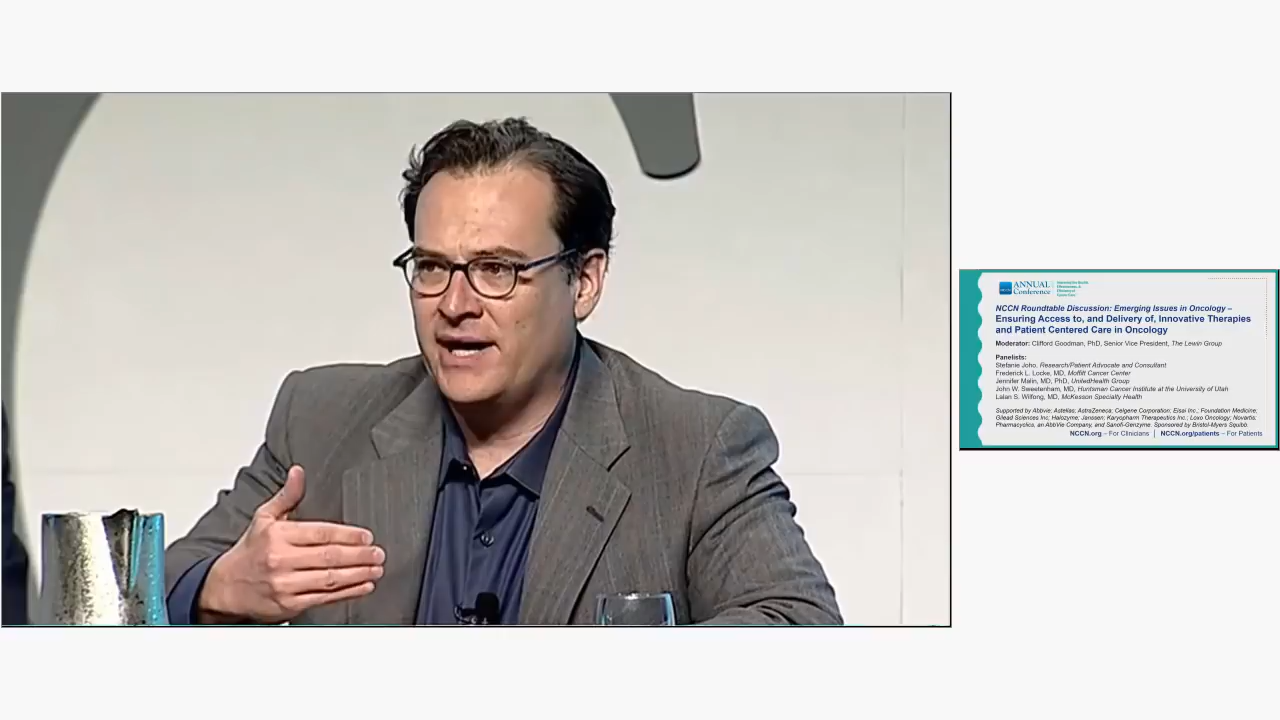 ANNUAL
Conference
NCCN Roundtable Discussion: Emerging Issues in Oncology –
Ensuring Access to, and Delivery of, Innovative Therapies
and Patient Centered Care in Oncology
Moderator: Clifford Goodman, PhD, Senior Vice President, The Lewin Group
Panelists:
Stefanie Joho, Research/Patient Advocate and Consultant
Frederick L. Locke, MD, Moffitt Cancer Center
Jennifer Malin, MD, PhD, UnitedHealth Group
John W. Sweetenham, MD, Huntsman Cancer Institute at the University of Utah
Lalan S. Wilfong, MD, McKesson Specialty Health
Supported by Abbvie; Astellas; AstraZeneca; Celgene Corporation; Eisai Inc.; Foundation Medicine;
Gilead Sciences Inc; Halozyme; Janssen; Karyopharm Therapeutics Inc.; Loxo Oncology; Novartis;
Pharmacyclics, an AbbVie Company, and Sanofi-Genzyme. Sponsored by Bristol-Myers Squibb.
NCCN.org – For Clinicians | NCCN.org/patients – For Patients